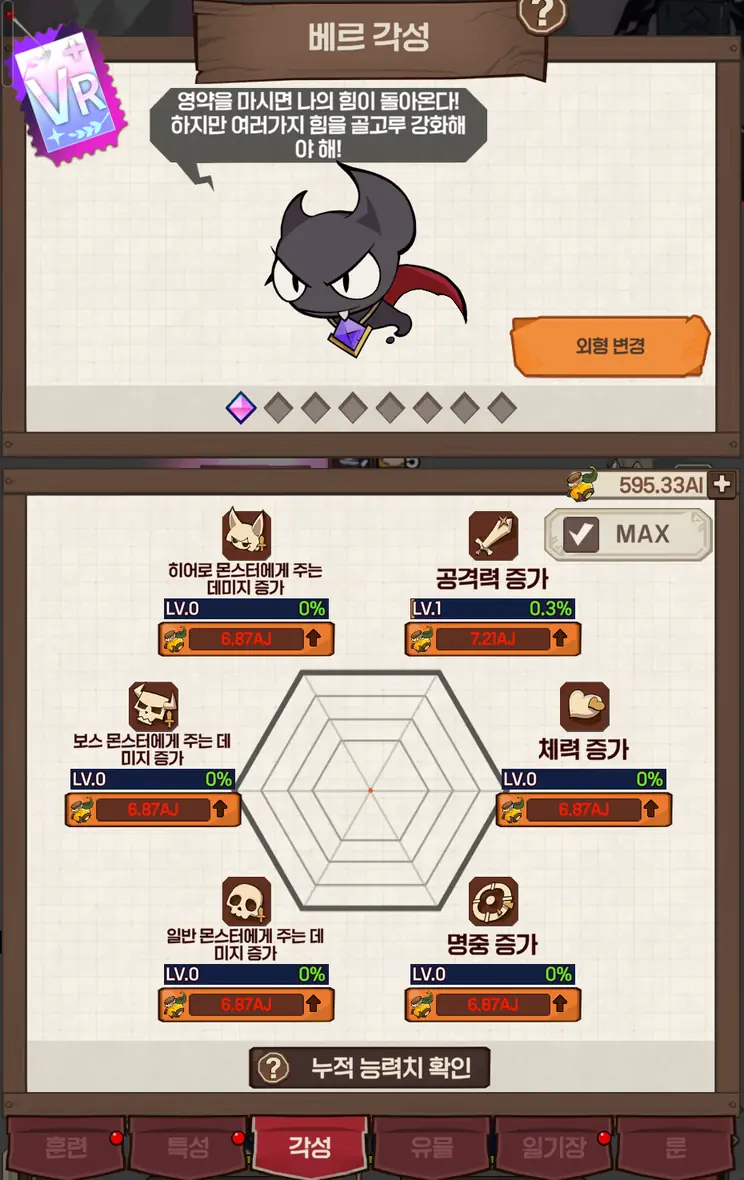 베르 각성
?
VR
영약을 마시면 나의 힘이 돌아온다!
하지만 여러가지 힘을 골고루 강화해
야 해!
외형 변경
595.33AI
MAX
히어로 몬스터에게 주는
데미지 증가
LV.0 0%
6.87AJ
공격력 증가
LV.1 0.3%
7.21AJ
보스 몬스터에게 주는 데
미지 증가
LV.0 0%
6.87AJ
체력 증가
LV.0 0%
6.87AJ
일반 몬스터에게 주는 데
미지 증가
LV.0 0%
6.87AJ
명중 증가
LV.0 0%
6.87AJ
? 누적 능력치 확인
훈련 특성 각성 유물 일기장 룬